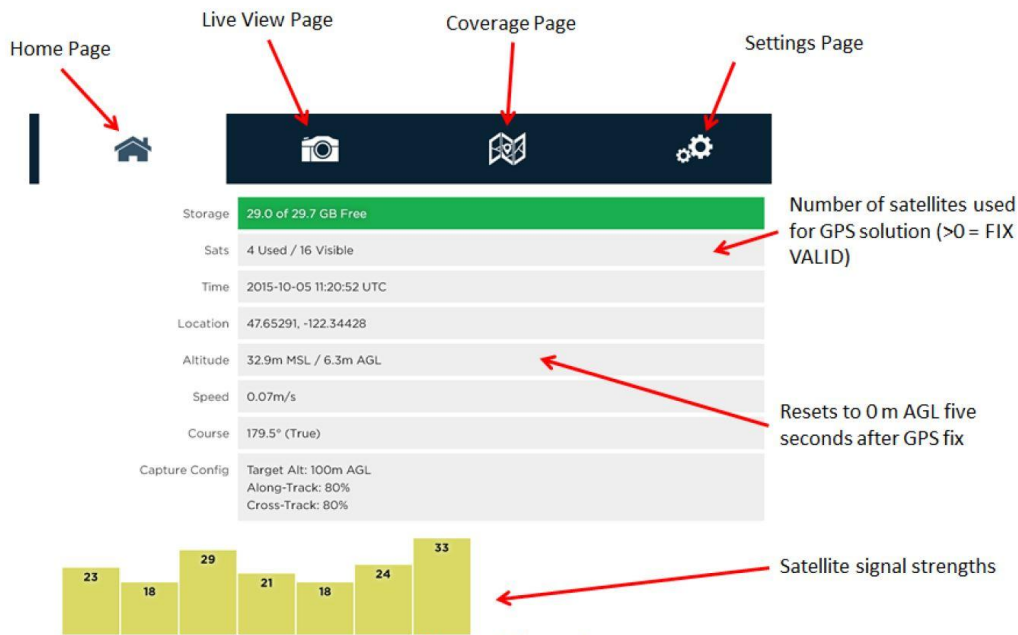 Live View Page
Coverage Page
Home Page
Settings Page
Storage 29.0 of 29.7 GB Free
Number of satellites used
for GPS solution (>0 = FIX
VALID)
Sats 4 Used / 16 Visible
Time 2015-10-05 11:20:52 UTC
Location 47.65291, -122.34428
Altitude 32.9m MSL / 6.3m AGL
Speed 0.07m/s
Resets to 0 m AGL five
seconds after GPS fix
Course 179.5° (True)
Capture Config Target Alt: 100m AGL
Along-Track: 80%
Cross-Track: 80%
23 18 29 21 18 24 33
Satellite signal strengths